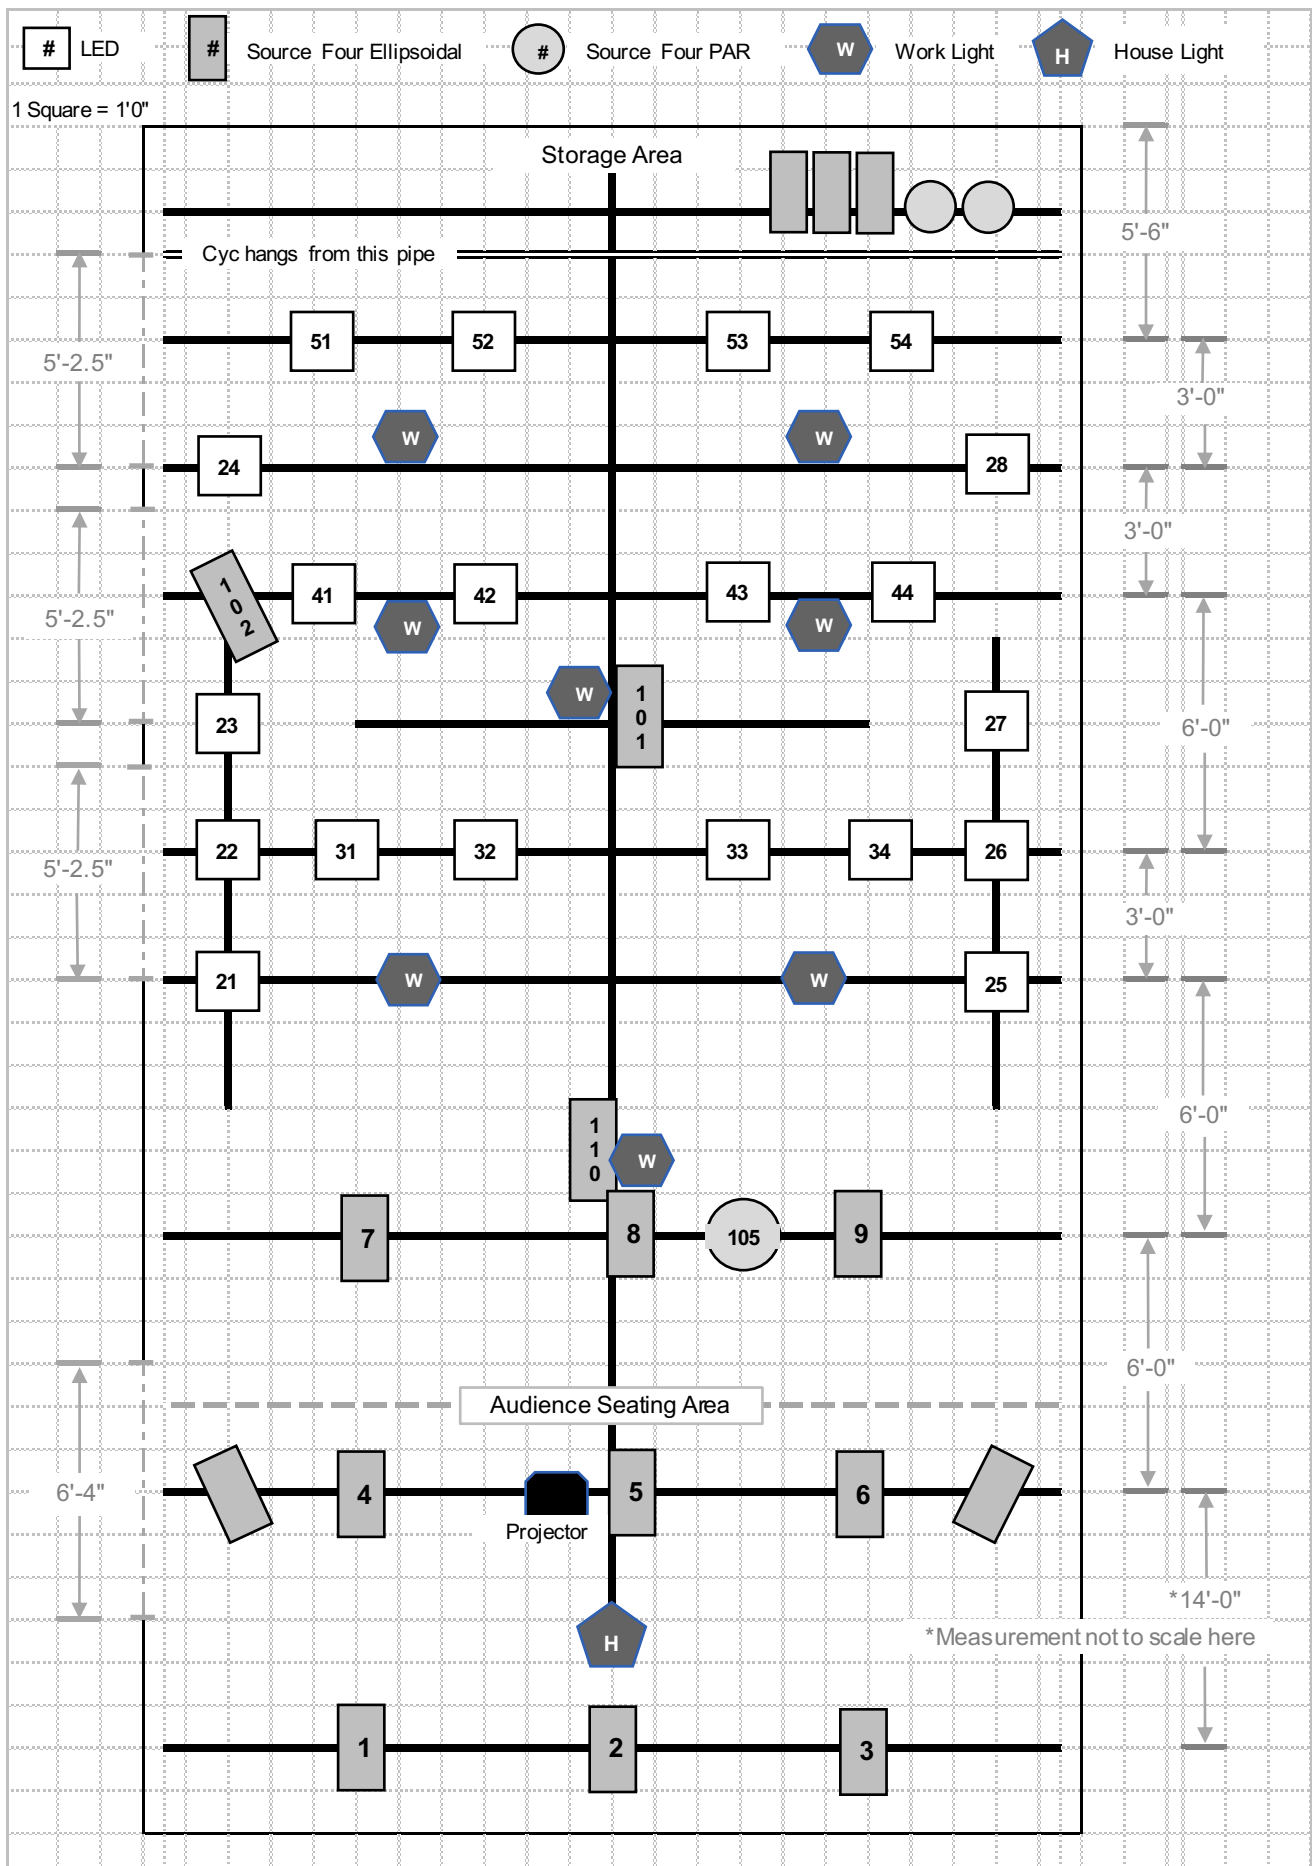 # LED # Source Four Ellipsoidal # Source Four PAR W Work Light H House Light
1 Square = 1'0"
Storage Area
5'-6"
Cyc hangs from this pipe
51 52 53 54
5'-2.5"
3'-0"
W W
24 28
3'-0"
102
41 42 43 44
5'-2.5"
W W
W 101
23 27
6'-0"
22 31 32 33 34 26
5'-2.5"
3'-0"
21 W W 25
6'-0"
110
W
7 8 105 9
6'-0"
Audience Seating Area
6'-4"
4 5 6
Projector
*14'-0"
H
*Measurement not to scale here
1 2 3